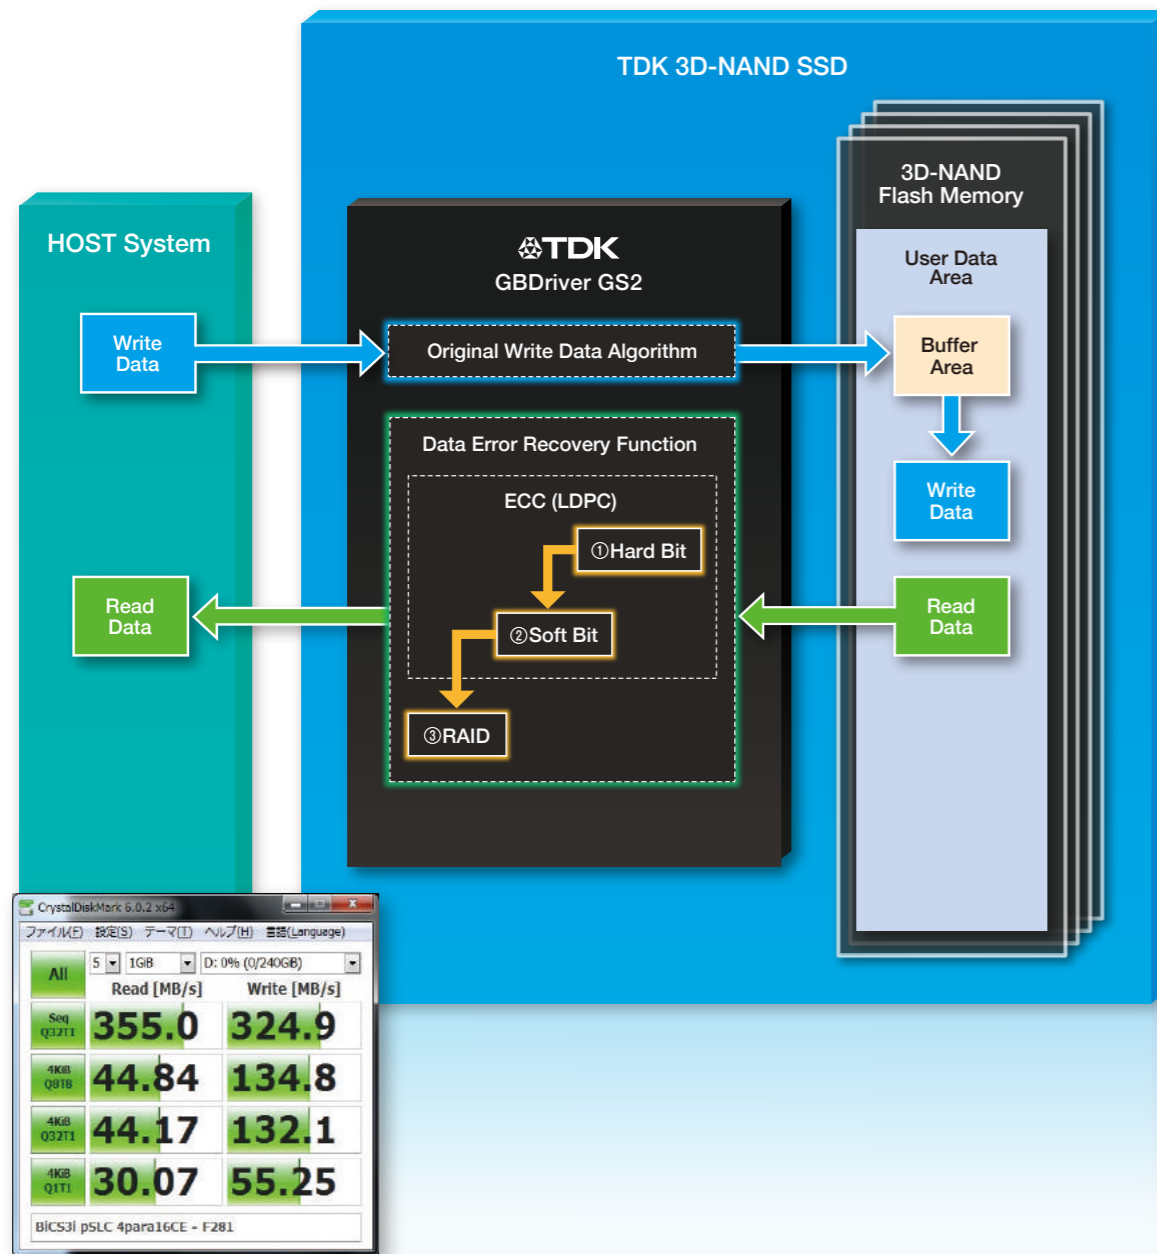 TDK 3D-NAND SSD
3D-NAND
Flash Memory
HOST System
TDK
GBDriver GS2
User Data
Area
Write
Data
Original Write Data Algorithm
Buffer
Area
Data Error Recovery Function
ECC (LDPC)
①Hard Bit
Write
Data
Read
Data
②Soft Bit
Read
Data
③RAID
CrystalDiskMark 6.0.2 x64
ファイル(F) 設定(S) テーマ(T) ヘルプ(H) 言語(Language)
All
5 1GiB D: 0% (0/240GiB)
Read [MB/s] Write [MB/s]
Seq
Q32T1
355.0 324.9
4KiB
Q8T8
44.84 134.8
4KiB
Q32T1
44.17 132.1
4KiB
Q1T1
30.07 55.25
BiCS3i pSLC 4para16CE - F281